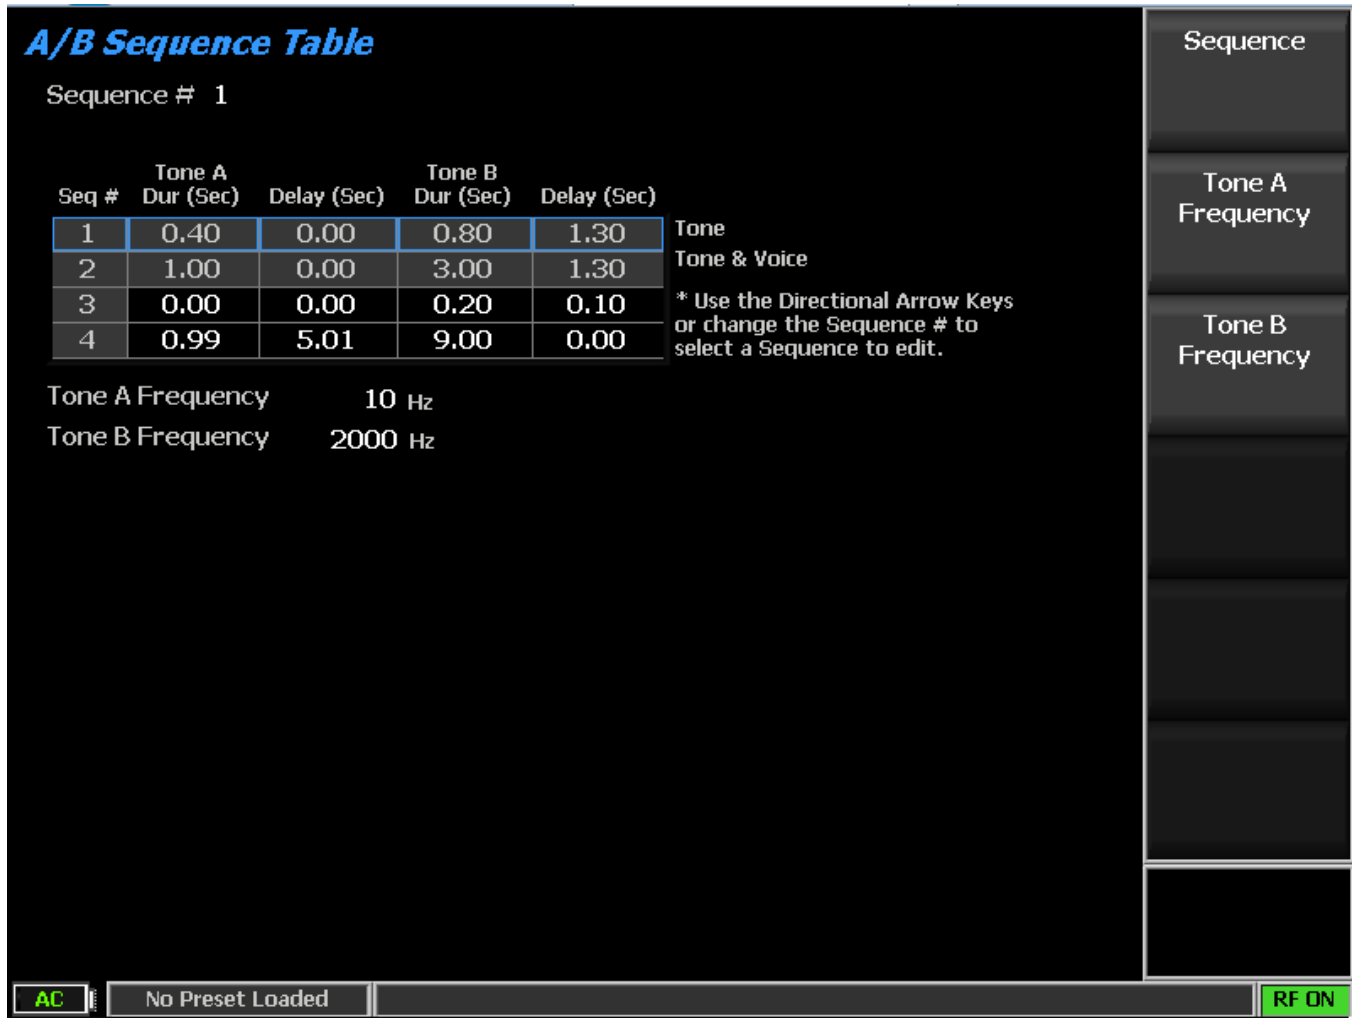 A/B Sequence Table
Sequence
Sequence # 1
Tone A Tone B
Seq # Dur (Sec) Delay (Sec) Dur (Sec) Delay (Sec)
1 0.40 0.00 0.80 1.30 Tone
2 1.00 0.00 3.00 1.30 Tone & Voice
3 0.00 0.00 0.20 0.10
4 0.99 5.01 9.00 0.00
* Use the Directional Arrow Keys
or change the Sequence # to
select a Sequence to edit.
Tone A Frequency 10 Hz
Tone B Frequency 2000 Hz
Tone A
Frequency
Tone B
Frequency
AC No Preset Loaded RF ON